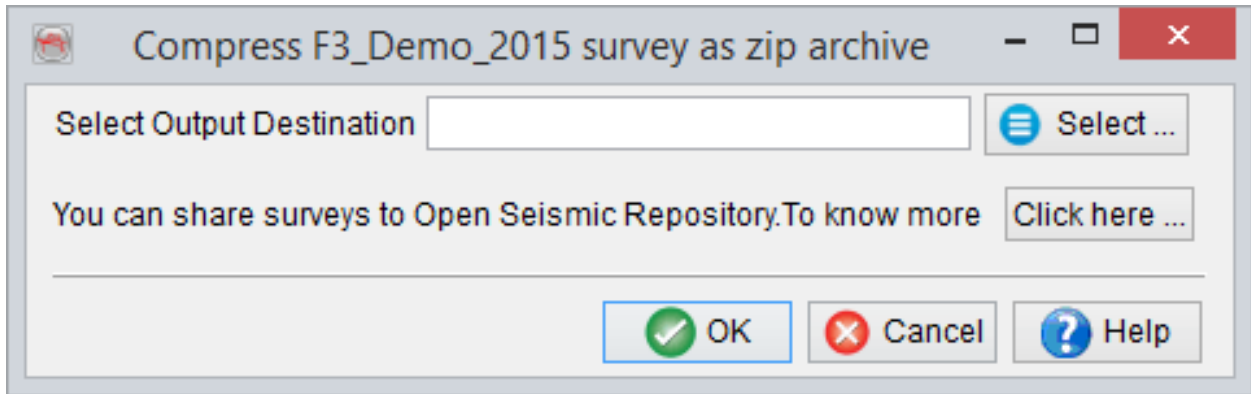 Compress F3_Demo_2015 survey as zip archive
Select Output Destination Select ...
You can share surveys to Open Seismic Repository.To know more Click here ...
OK Cancel Help